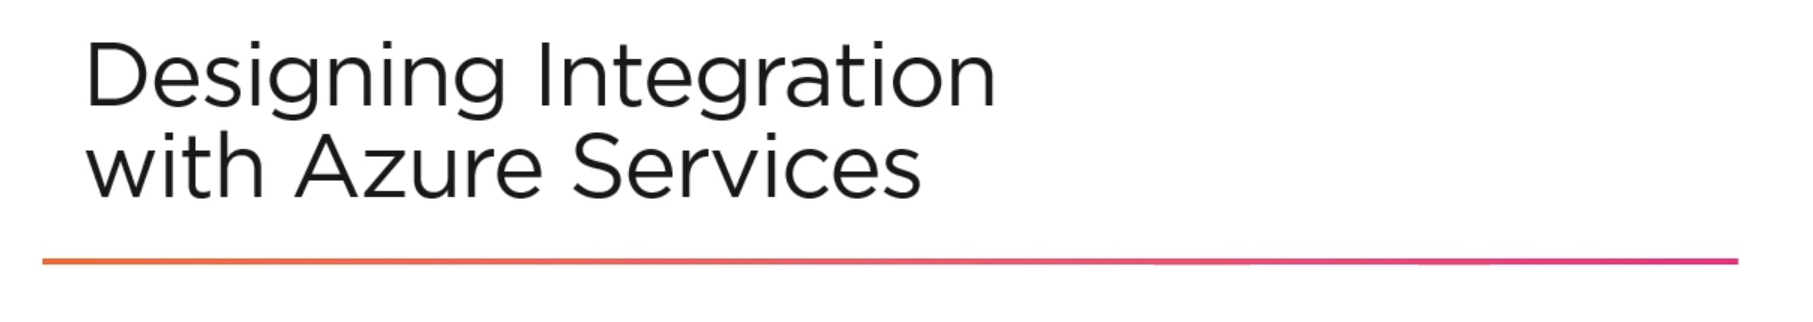 Designing Integration
with Azure Services